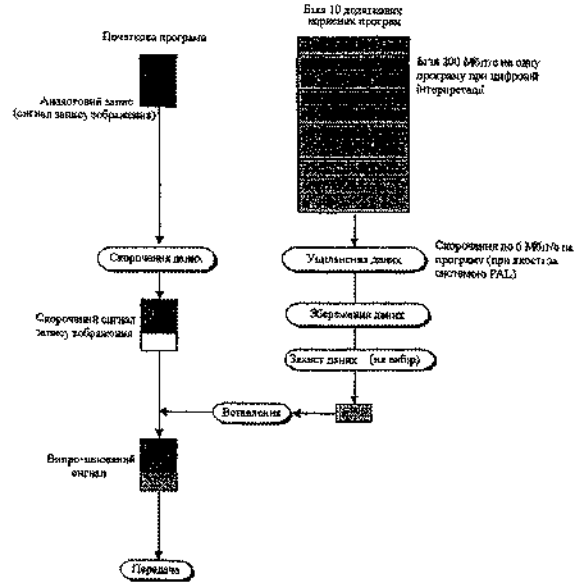 Біля 10 додаткових
корисних програм
Початкова програма
Біля 200 Мбіт/с на одну
програму при цифровій
інтерпретації
Аналоговий запис
(сигнал запису зображення)
Скорочення даних
Ущільнення даних
Скорочення до 6 Мбіт/с на
програму (при якості за
системою PAL)
Скорочений сигнал
запису зображення
Збереження даних
Захист даних (на вибір)
Вставлення
сигнал
Передача